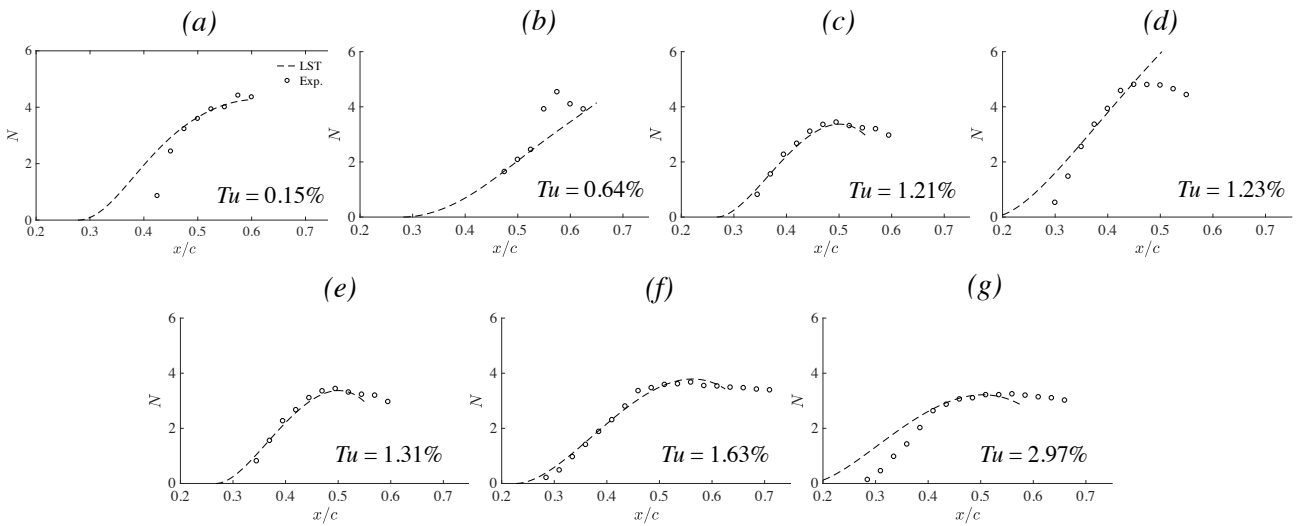 (a) (b) (c) (d)
6 6 6 6
LST
Exp.
4 4 4 4
N N N N
2 2 2 2
Tu = 0.15% Tu = 0.64% Tu = 1.21% Tu = 1.23%
0 0 0 0
0.2 0.3 0.4 0.5 0.6 0.7 0.2 0.3 0.4 0.5 0.6 0.7 0.2 0.3 0.4 0.5 0.6 0.7 0.2 0.3 0.4 0.5 0.6 0.7
x/c x/c x/c x/c
(e) (f) (g)
6 6 6
4 4 4
N N N
2 2 2
Tu = 1.31% Tu = 1.63% Tu = 2.97%
0 0 0
0.2 0.3 0.4 0.5 0.6 0.7 0.2 0.3 0.4 0.5 0.6 0.7 0.2 0.3 0.4 0.5 0.6 0.7
x/c x/c x/c